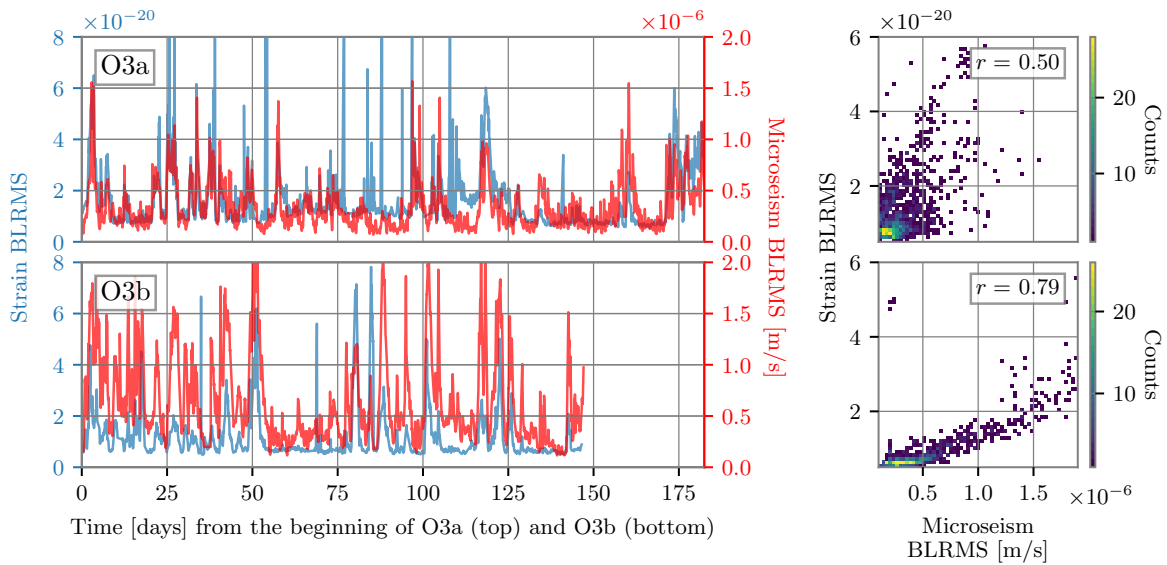 ×10⁻²⁰
×10⁻⁶
×10⁻²⁰
8
6
4
2
0
O3a
2.0
1.5
1.0
0.5
0.0
6
4
2
r = 0.50
20
10
Counts
8
6
4
2
0
O3b
2.0
1.5
1.0
0.5
0.0
6
4
2
r = 0.79
20
10
Counts
Strain BLRMS
Microseism BLRMS [m/s]
Strain BLRMS
0 25 50 75 100 125 150 175
0.5 1.0 1.5
×10⁻⁶
Time [days] from the beginning of O3a (top) and O3b (bottom)
Microseism
BLRMS [m/s]